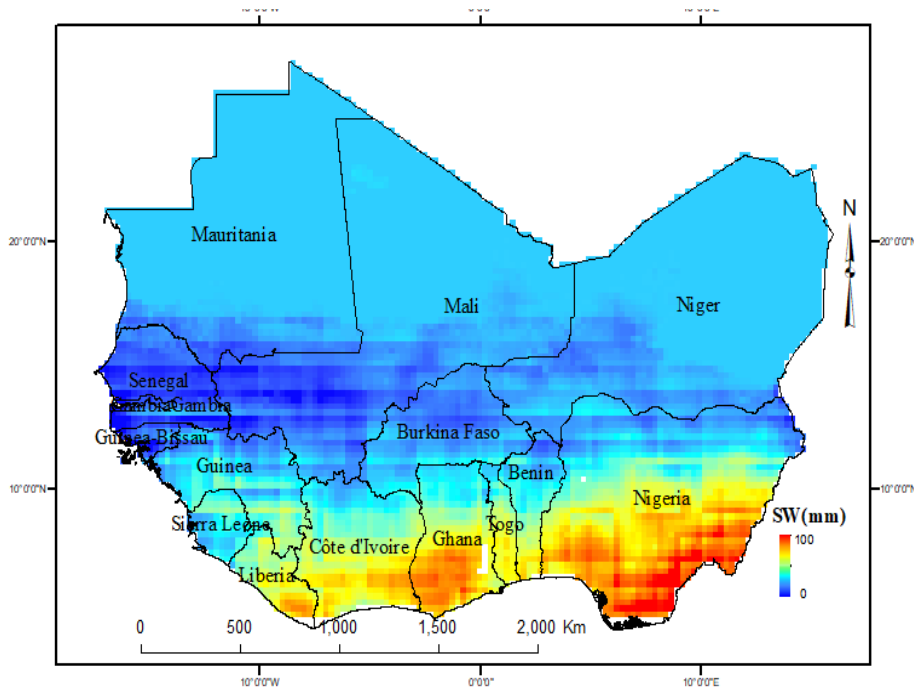 N
Mauritania
20°0'0"N
20°0'0"N
Mali
Niger
Senegal
Gambia
Guinea-Bissau
Burkina Faso
Guinea
Benin
10°0'0"N
10°0'0"N
Nigeria
Sierra Leone
Togo
Ghana
Côte d'Ivoire
Liberia
SW(mm)
100
0
0 500 1,000 1,500 2,000 Km
10°0'0"W
0°0'0"
10°0'0"E